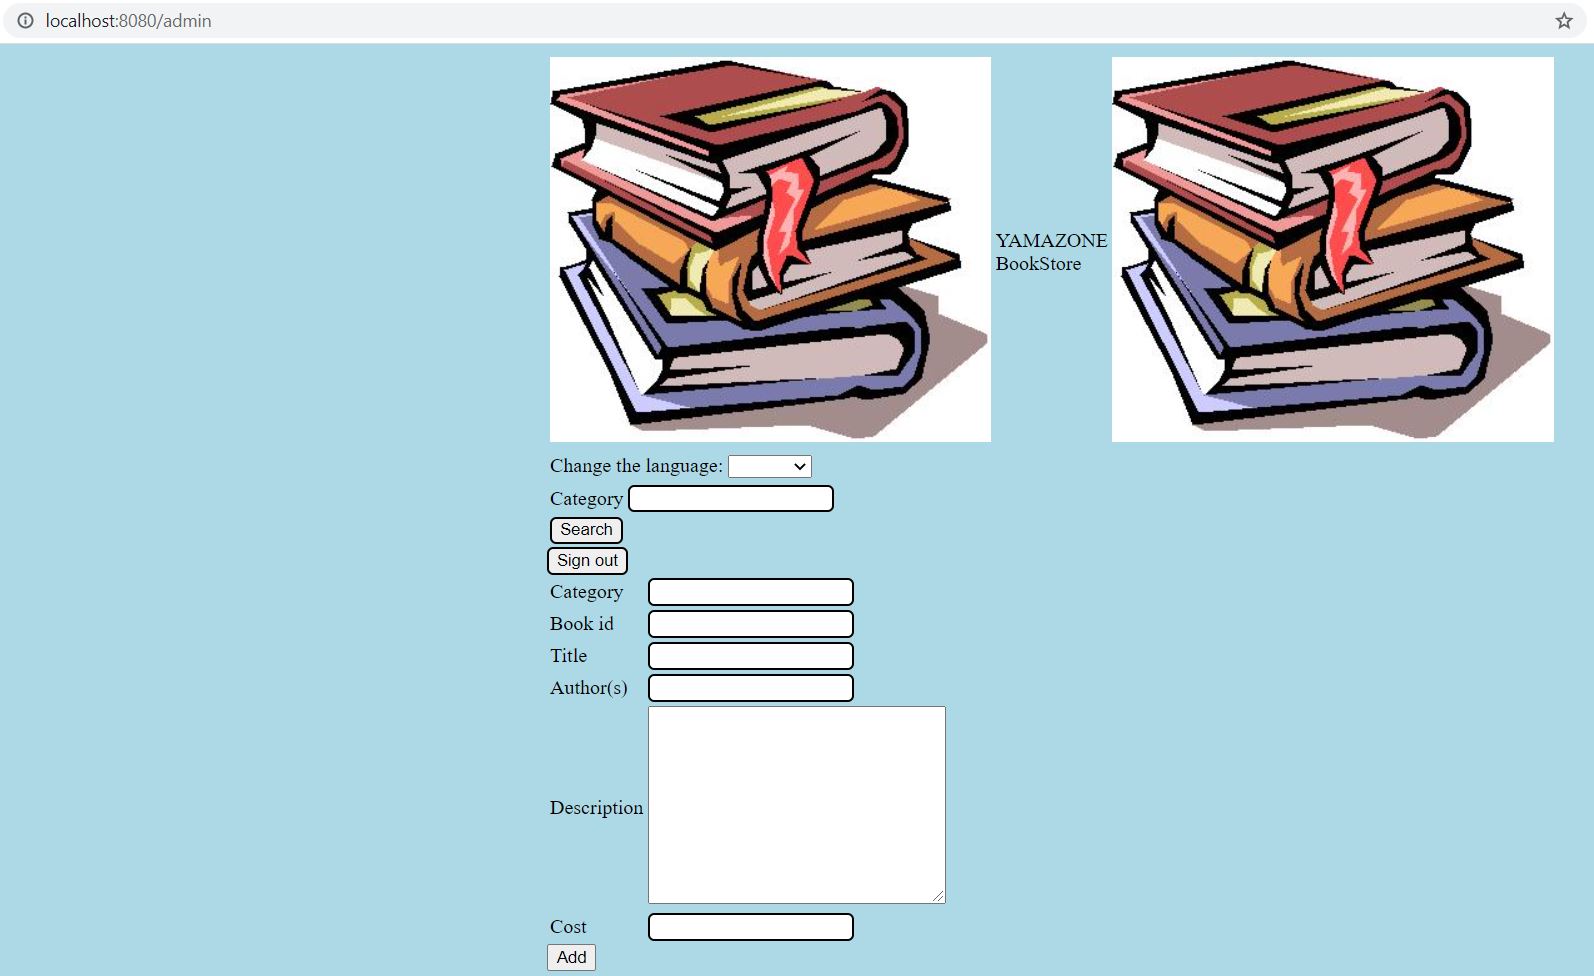 localhost:8080/admin
YAMAZONE
BookStore
Change the language:
Category
Search
Sign out
Category
Book id
Title
Author(s)
Description
Cost
Add